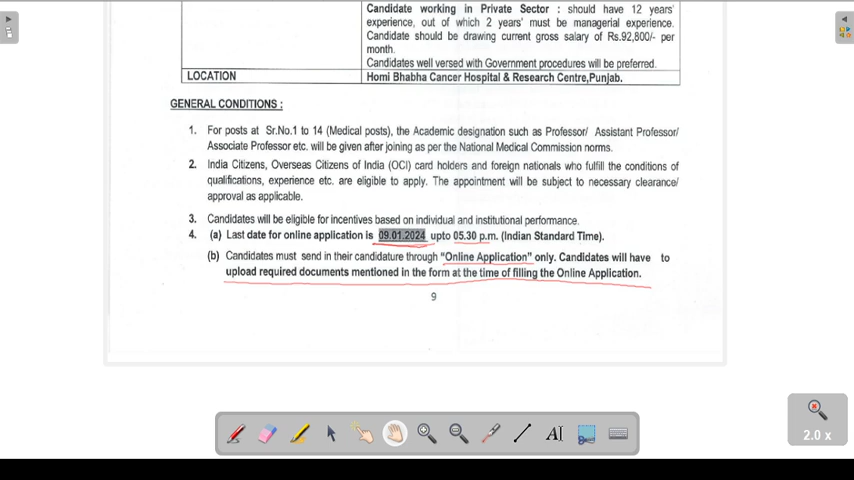 Candidate working in Private Sector : should have 12 years'
experience, out of which 2 years' must be managerial experience.
Candidate should be drawing current gross salary of Rs.92,800/- per
month.
Candidates well versed with Government procedures will be preferred.
LOCATION Homi Bhabha Cancer Hospital & Research Centre,Punjab.
GENERAL CONDITIONS :
1. For posts at Sr.No.1 to 14 (Medical posts), the Academic designation such as Professor/ Assistant Professor/
Associate Professor etc. will be given after joining as per the National Medical Commission norms.
2. India Citizens, Overseas Citizens of India (OCI) card holders and foreign nationals who fulfill the conditions of
qualifications, experience etc. are eligible to apply. The appointment will be subject to necessary clearance/
approval as applicable.
3. Candidates will be eligible for incentives based on individual and institutional performance.
4. (a) Last date for online application is 09.01.2024 upto 05.30 p.m. (Indian Standard Time).
(b) Candidates must send in their candidature through "Online Application" only. Candidates will have to
upload required documents mentioned in the form at the time of filling the Online Application.
9
AI
2.0 x